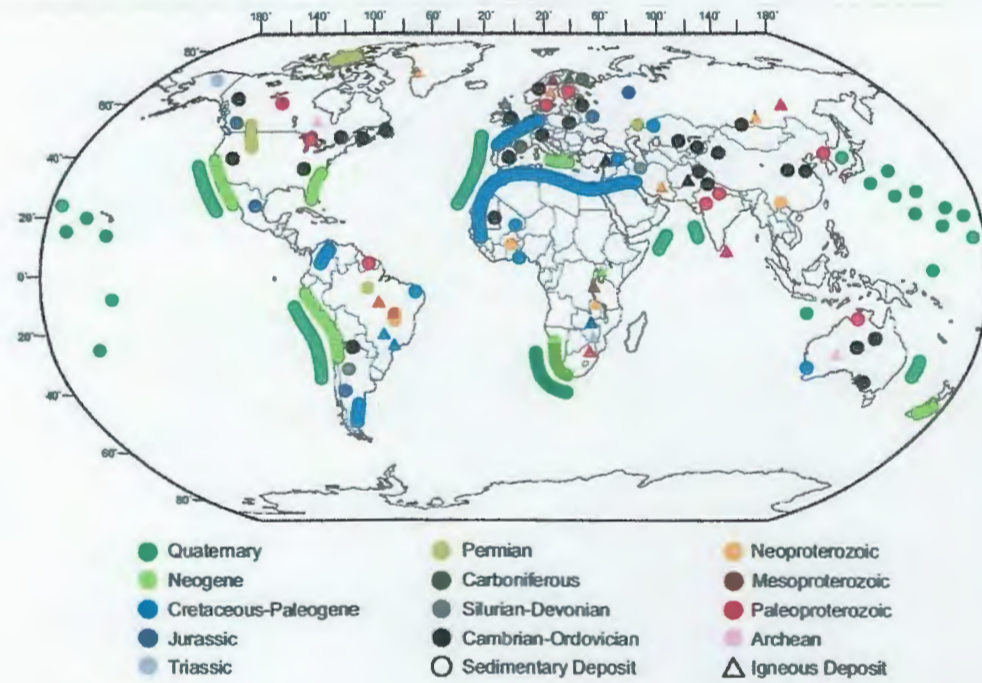 180° 140° 100° 60° 20° 20° 60° 100° 140° 180°
80°
60°
40°
20°
0°
20°
40°
60°
80°
Quaternary Permian Neoproterozoic
Neogene Carboniferous Mesoproterozoic
Cretaceous-Paleogene Silurian-Devonian Paleoproterozoic
Jurassic Cambrian-Ordovician Archean
Triassic Sedimentary Deposit Igneous Deposit